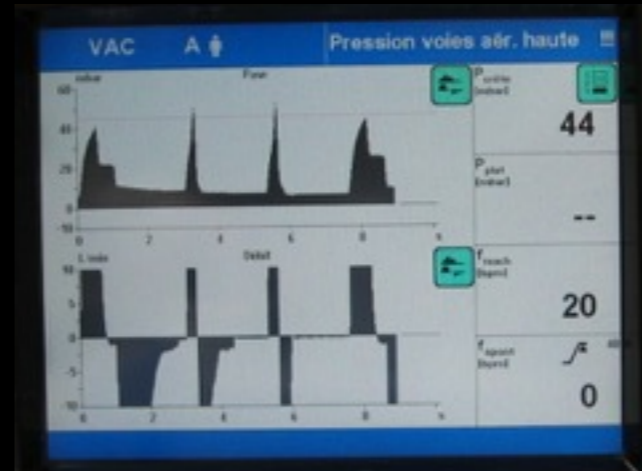 VAC A Pression voies aér. haute
mbar Paw
60
40
20
0
-10
0 2 4 6 8 s
P crête
[mbar]
44
P plat
[mbar]
--
L/min Débit
10
5
0
-5
-10
0 2 4 6 8 s
f mach
[bpm]
20
f spont
[bpm]
0